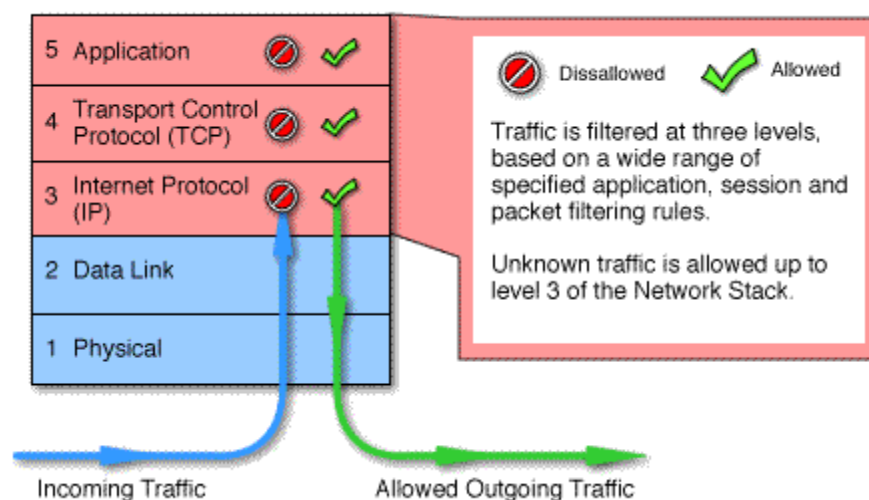 5 Application
4 Transport Control
Protocol (TCP)
3 Internet Protocol
(IP)
2 Data Link
1 Physical
Dissallowed
Allowed
Traffic is filtered at three levels,
based on a wide range of
specified application, session and
packet filtering rules.
Unknown traffic is allowed up to
level 3 of the Network Stack.
Incoming Traffic
Allowed Outgoing Traffic